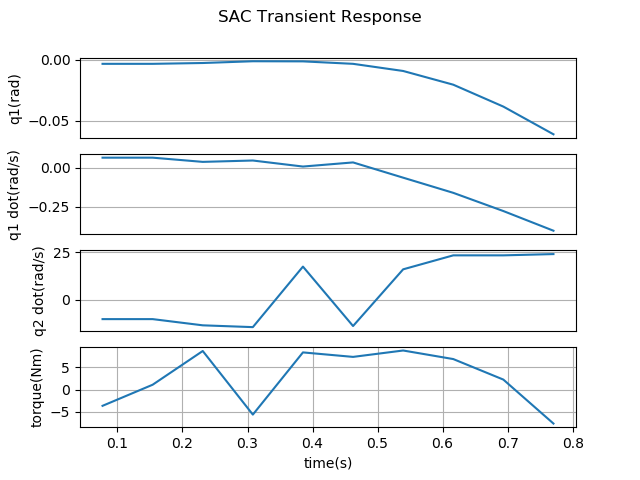 SAC Transient Response
0.00
−0.05
q1(rad)
0.00
−0.25
q1 dot(rad/s)
25
0
q2 dot(rad/s)
5
0
−5
torque(Nm)
0.1 0.2 0.3 0.4 0.5 0.6 0.7 0.8
time(s)